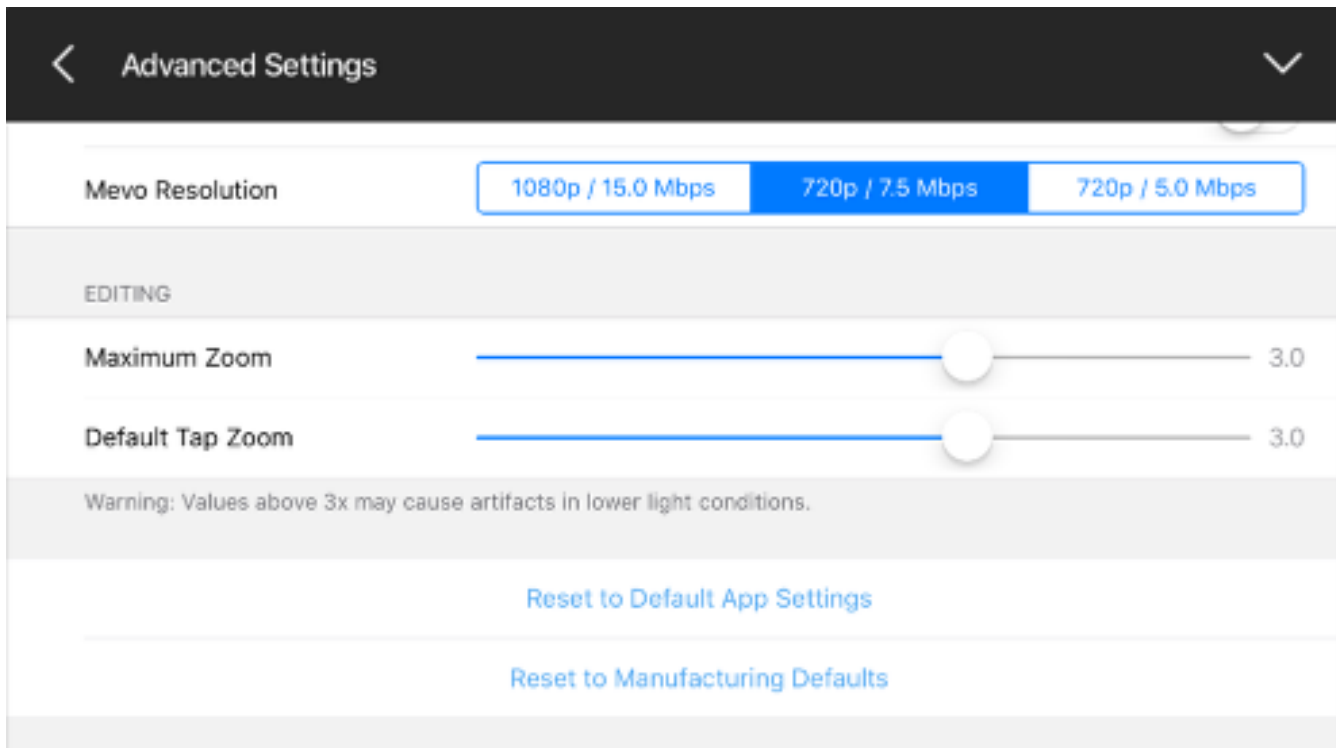 Advanced Settings
Mevo Resolution 1080p / 15.0 Mbps 720p / 7.5 Mbps 720p / 5.0 Mbps
EDITING
Maximum Zoom 3.0
Default Tap Zoom 3.0
Warning: Values above 3x may cause artifacts in lower light conditions.
Reset to Default App Settings
Reset to Manufacturing Defaults